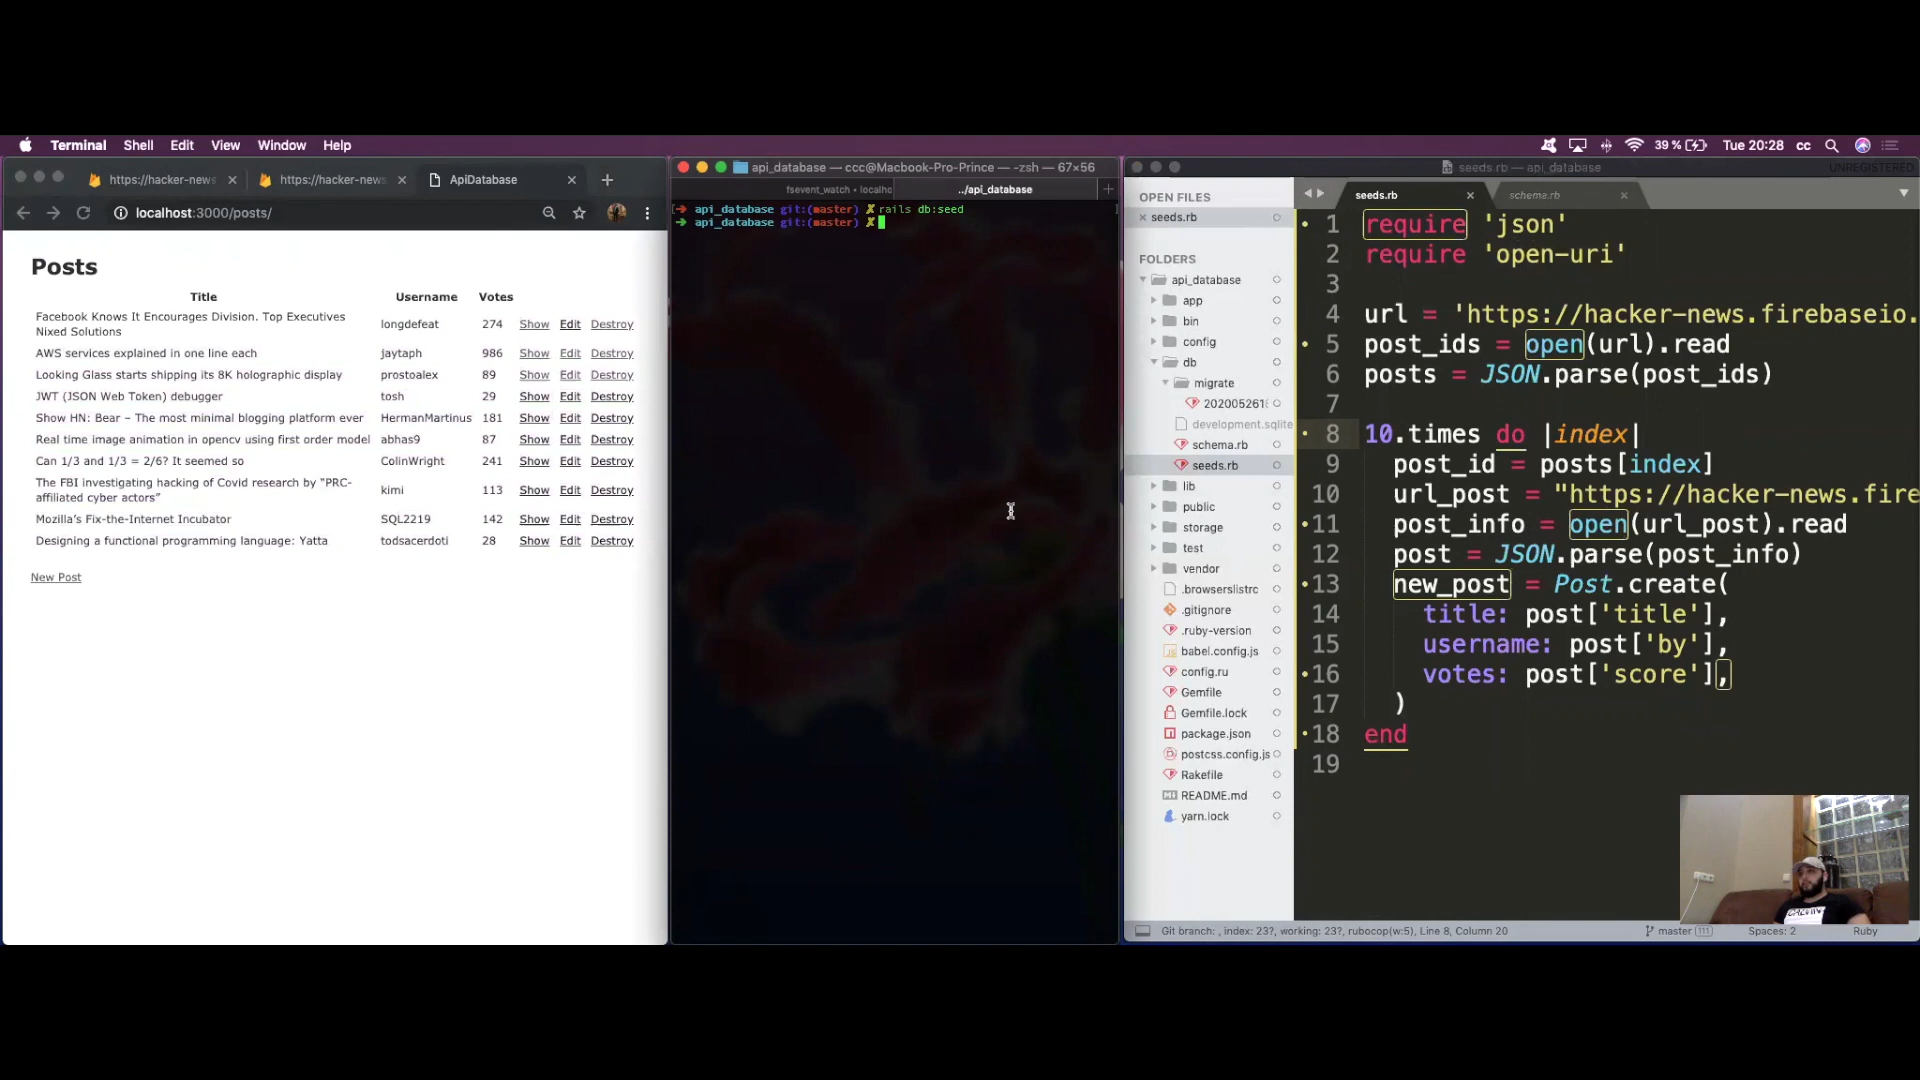 Terminal Shell Edit View Window Help
39 % Tue 20:28 cc
https://hacker-news
https://hacker-news.
ApiDatabase
localhost:3000/posts/
Posts
Title Username Votes
Facebook Knows It Encourages Division. Top Executives
Nixed Solutions
longdefeat 274 Show Edit Destroy
AWS services explained in one line each jaytaph 986 Show Edit Destroy
Looking Glass starts shipping its 8K holographic display prostoalex 89 Show Edit Destroy
JWT (JSON Web Token) debugger tosh 29 Show Edit Destroy
Show HN: Bear – The most minimal blogging platform ever HermanMartinus 181 Show Edit Destroy
Real time image animation in opencv using first order model abhas9 87 Show Edit Destroy
Can 1/3 and 1/3 = 2/6? It seemed so ColinWright 241 Show Edit Destroy
The FBI investigating hacking of Covid research by “PRC-
affiliated cyber actors”
kimi 113 Show Edit Destroy
Mozilla’s Fix-the-Internet Incubator SQL2219 142 Show Edit Destroy
Designing a functional programming language: Yatta todsacerdoti 28 Show Edit Destroy
New Post
api_database — ccc@Macbook-Pro-Prince — -zsh — 67×56
fsevent_watch • localho
../api_database
➜ api_database git:(master) ✗ rails db:seed
➜ api_database git:(master) ✗
seeds.rb — api_database
UNREGISTERED
OPEN FILES
seeds.rb
FOLDERS
api_database
app
bin
config
db
migrate
202005261
development.sqlite
schema.rb
seeds.rb
lib
public
storage
test
vendor
.browserslistrc
.gitignore
.ruby-version
babel.config.js
config.ru
Gemfile
Gemfile.lock
package.json
postcss.config.js
Rakefile
README.md
yarn.lock
seeds.rb
schema.rb
1 require 'json'
2 require 'open-uri'
3
4 url = 'https://hacker-news.firebaseio.
5 post_ids = open(url).read
6 posts = JSON.parse(post_ids)
7
8 10.times do |index|
9 post_id = posts[index]
10 url_post = "https://hacker-news.fire
11 post_info = open(url_post).read
12 post = JSON.parse(post_info)
13 new_post = Post.create(
14 title: post['title'],
15 username: post['by'],
16 votes: post['score'],
17 )
18 end
19
Git branch: , index: 23?, working: 23?, rubocop(w:5), Line 8, Column 20
master 111 Spaces: 2 Ruby